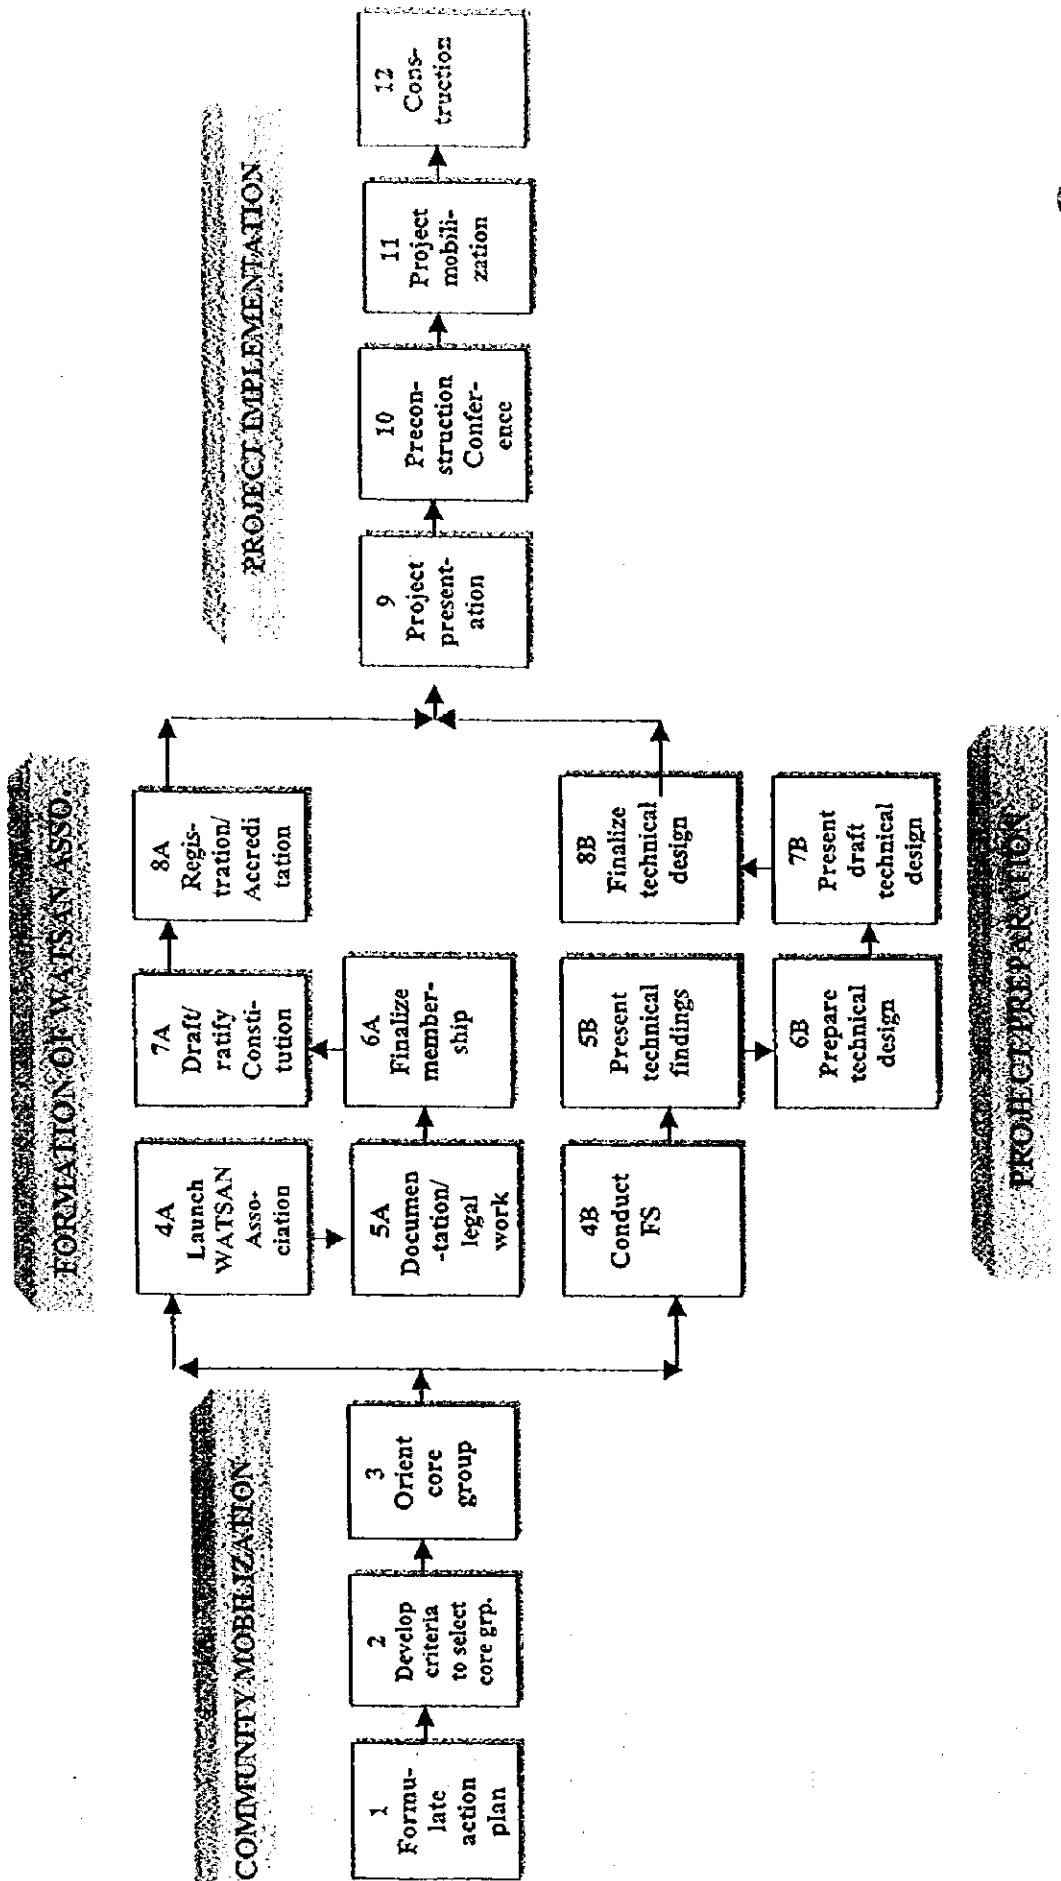 COMMUNITY MOBILIZATION
1
Formu-
late
action
plan
2
Develop
criteria
to select
core grp.
3
Orient
core
group
FORMATION OF WATSAN ASSO.
4A
Launch
WATSAN
Asso-
ciation
5A
Documen
-tation/
legal
work
6A
Finalize
member-
ship
7A
Draft/
ratify
Consti-
tution
8A
Regis-
tration/
Accredi
tation
4B
Conduct
FS
5B
Present
technical
findings
6B
Prepare
technical
design
7B
Present
draft
technical
design
8B
Finalize
technical
design
PROJECT PREPARATION
PROJECT IMPLEMENTATION
9
Project
present-
ation
10
Precon-
struction
Confer-
ence
11
Project
mobili-
zation
12
Cons-
truction